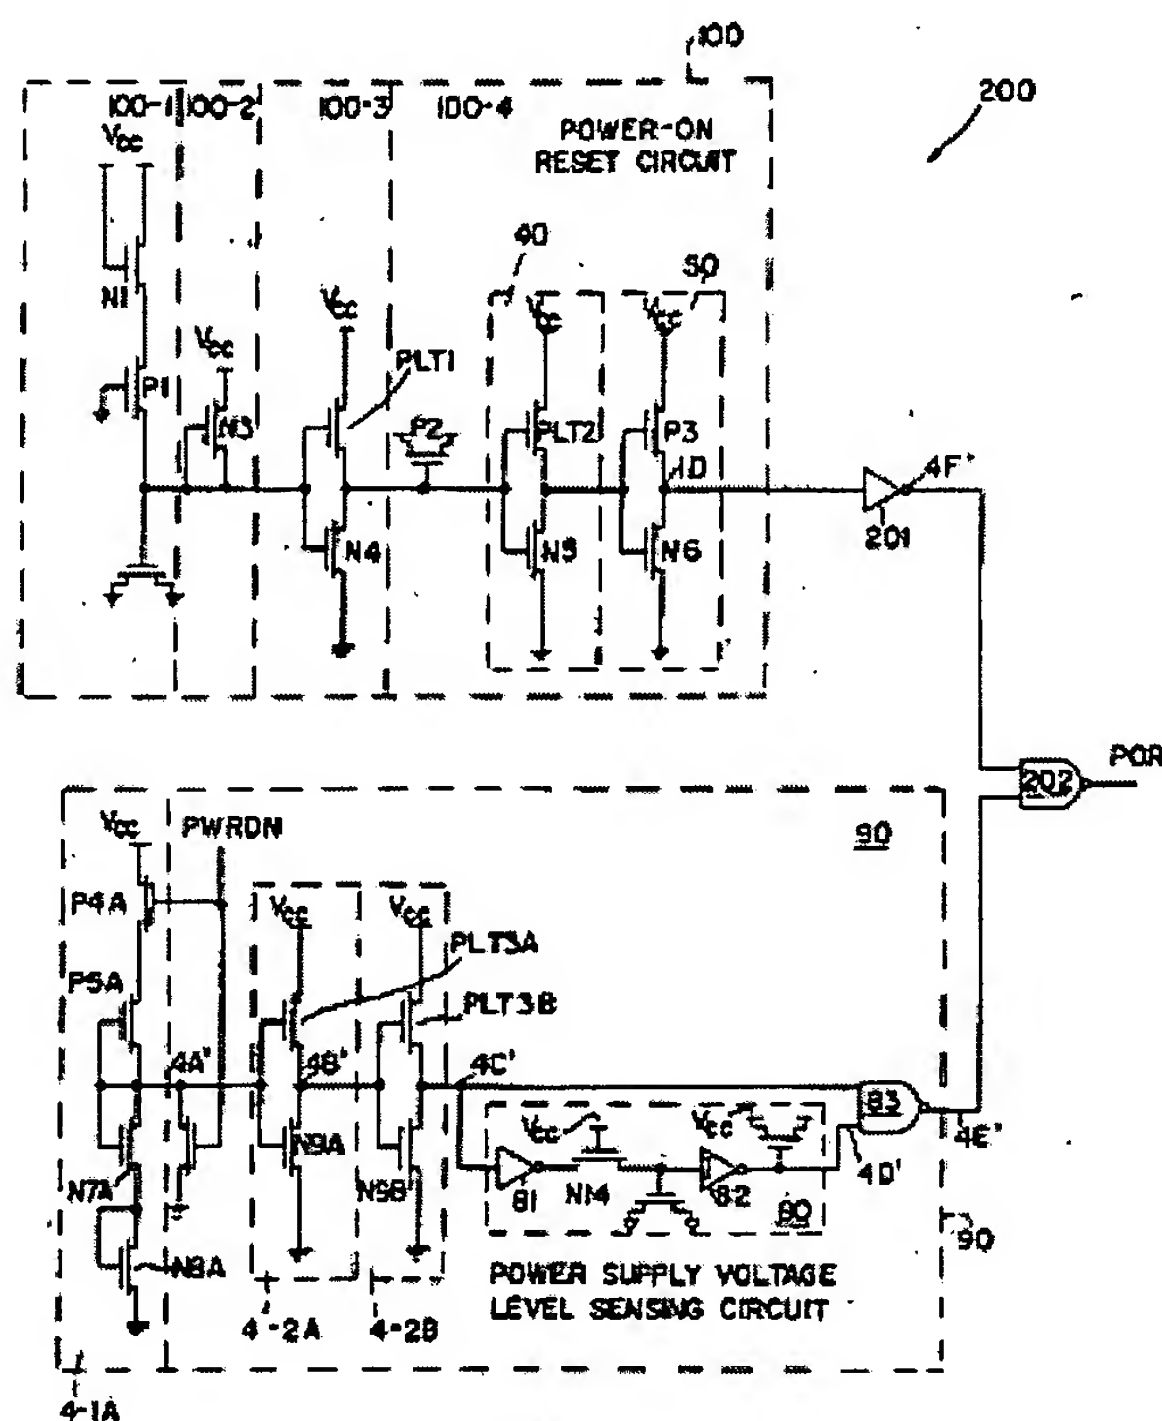 100
200
100-1
100-2
100-3
100-4
POWER-ON
RESET CIRCUIT
VCC
N1
P1
VCC
N3
VCC
PLT1
N4
P2
40
VCC
PLT2
N5
50
VCC
P3
1D
N6
201
4F"
202
POR
90
VCC
PWRDN
P4A
P5A
4A"
N7A
N8A
VCC
VCC
PLT3A
PLT3B
4B'
4C'
N9A
N9B
VCC
VCC
81
N14
82
80
83
4D'
4E"
90
POWER SUPPLY VOLTAGE
LEVEL SENSING CIRCUIT
4-2A
4-2B
4-1A